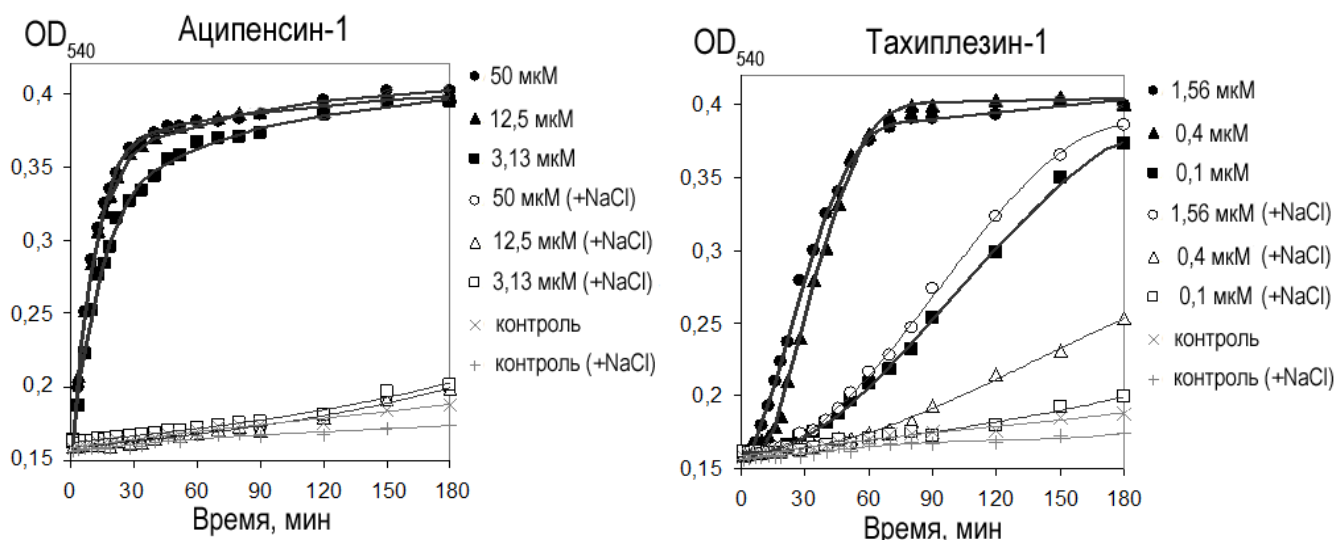 Аципенсин-1
OD540
0,4
0,35
0,3
0,25
0,2
0,15
0 30 60 90 120 150 180
Время, мин
50 мкМ
12,5 мкМ
3,13 мкМ
50 мкМ (+NaCl)
12,5 мкМ (+NaCl)
3,13 мкМ (+NaCl)
контроль
контроль (+NaCl)
Тахиплезин-1
OD540
0,4
0,35
0,3
0,25
0,2
0,15
0 30 60 90 120 150 180
Время, мин
1,56 мкМ
0,4 мкМ
0,1 мкМ
1,56 мкМ (+NaCl)
0,4 мкМ (+NaCl)
0,1 мкМ (+NaCl)
контроль
контроль (+NaCl)